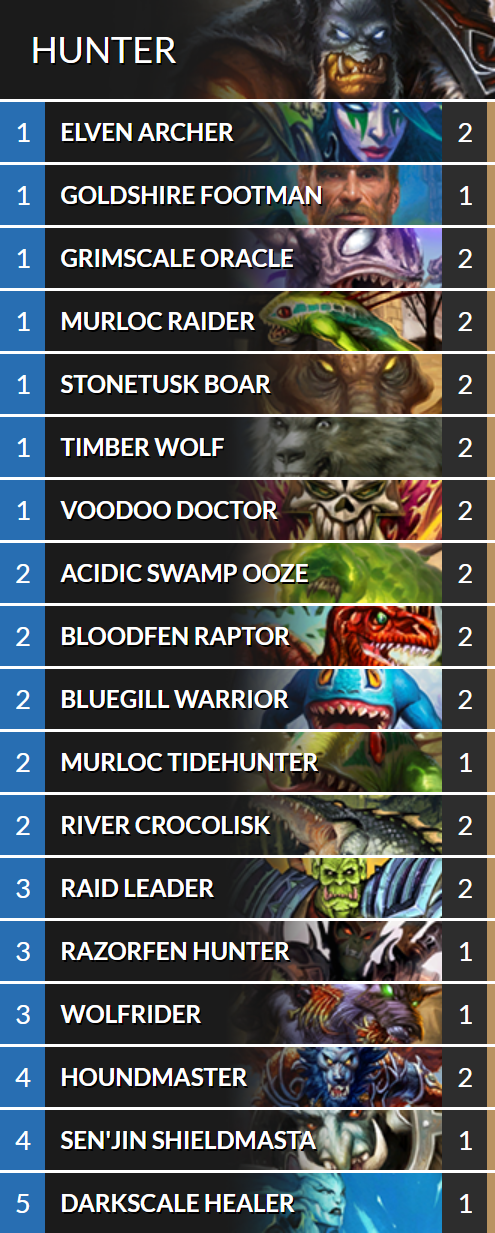 HUNTER
1 ELVEN ARCHER 2
1 GOLDSHIRE FOOTMAN 1
1 GRIMSCALE ORACLE 2
1 MURLOC RAIDER 2
1 STONETUSK BOAR 2
1 TIMBER WOLF 2
1 VOODOO DOCTOR 2
2 ACIDIC SWAMP OOZE 2
2 BLOODFEN RAPTOR 2
2 BLUEGILL WARRIOR 2
2 MURLOC TIDEHUNTER 1
2 RIVER CROCOLISK 2
3 RAID LEADER 2
3 RAZORFEN HUNTER 1
3 WOLFRIDER 1
4 HOUNDMASTER 2
4 SEN'JIN SHIELDMASTA 1
5 DARKSCALE HEALER 1